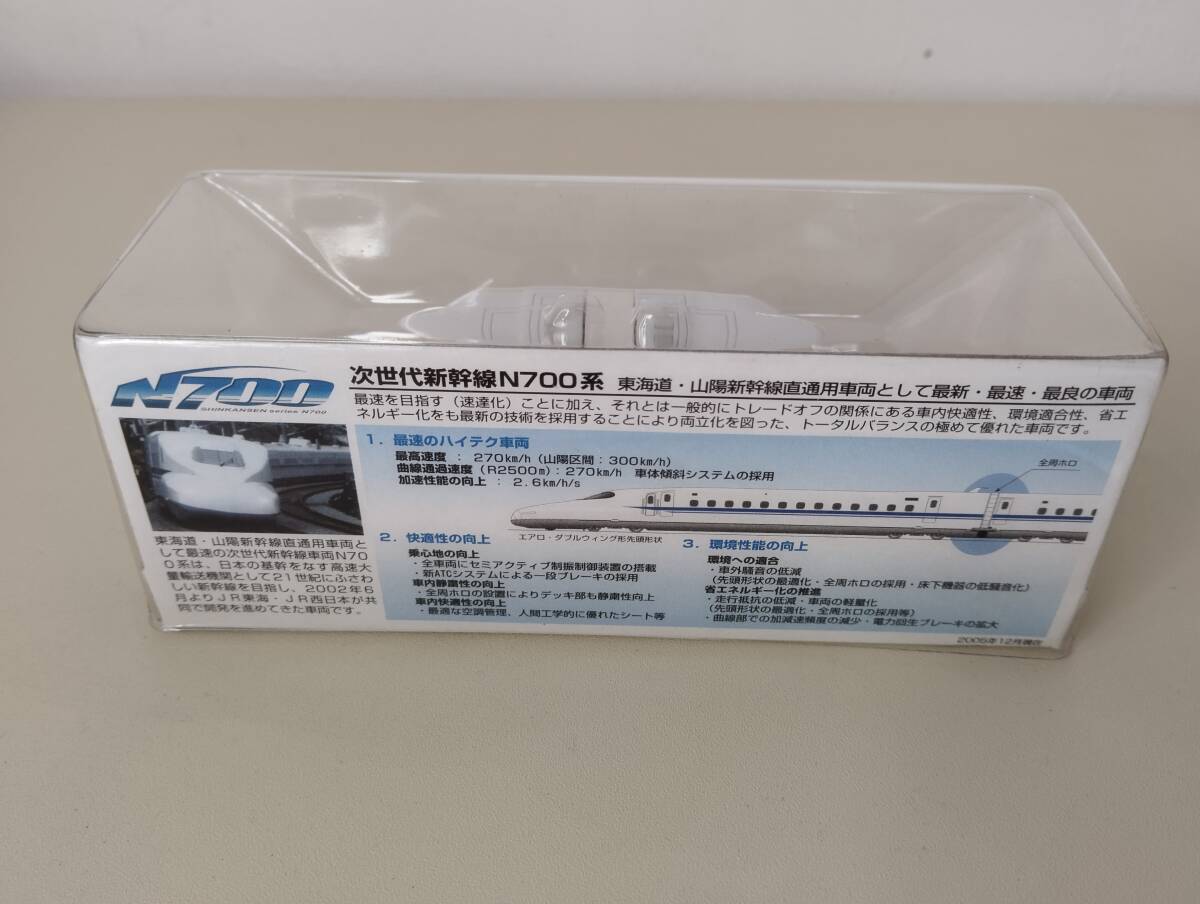 N700
SHINKANSEN series N700
次世代新幹線N700系 東海道・山陽新幹線直通用車両として最新・最速・最良の車両
最速を目指す（速達化）ことに加え、それとは一般的にトレードオフの関係にある車内快適性、環境適合性、省エ
ネルギー化をも最新の技術を採用することにより両立化を図った、トータルバランスの極めて優れた車両です。
1．最速のハイテク車両
最高速度 ： 270km/h（山陽区間：300km/h）
曲線通過速度（R2500m）：270km/h 車体傾斜システムの採用
加速性能の向上 ： 2.6km/h/s
全周ホロ
エアロ・ダブルウィング形先頭形状
東海道・山陽新幹線直通用車両と
して最速の次世代新幹線車両N70
0系は、日本の基幹をなす高速大
量輸送機関として21世紀にふさわ
しい新幹線を目指し、2002年6
月よりJR東海・JR西日本が共
同で開発を進めてきた車両です。
2．快適性の向上
乗心地の向上
・全車両にセミアクティブ制振制御装置の搭載
・新ATCシステムによる一段ブレーキの採用
車内静粛性の向上
・全周ホロの設置によりデッキ部も静粛性向上
車内快適性の向上
・最適な空調管理、人間工学的に優れたシート等
3．環境性能の向上
環境への適合
・車外騒音の低減
（先頭形状の最適化・全周ホロの採用・床下機器の低騒音化）
省エネルギー化の推進
・走行抵抗の低減・車両の軽量化
（先頭形状の最適化・全周ホロの採用等）
・曲線部での加減速頻度の減少・電力回生ブレーキの拡大
2005年12月現在